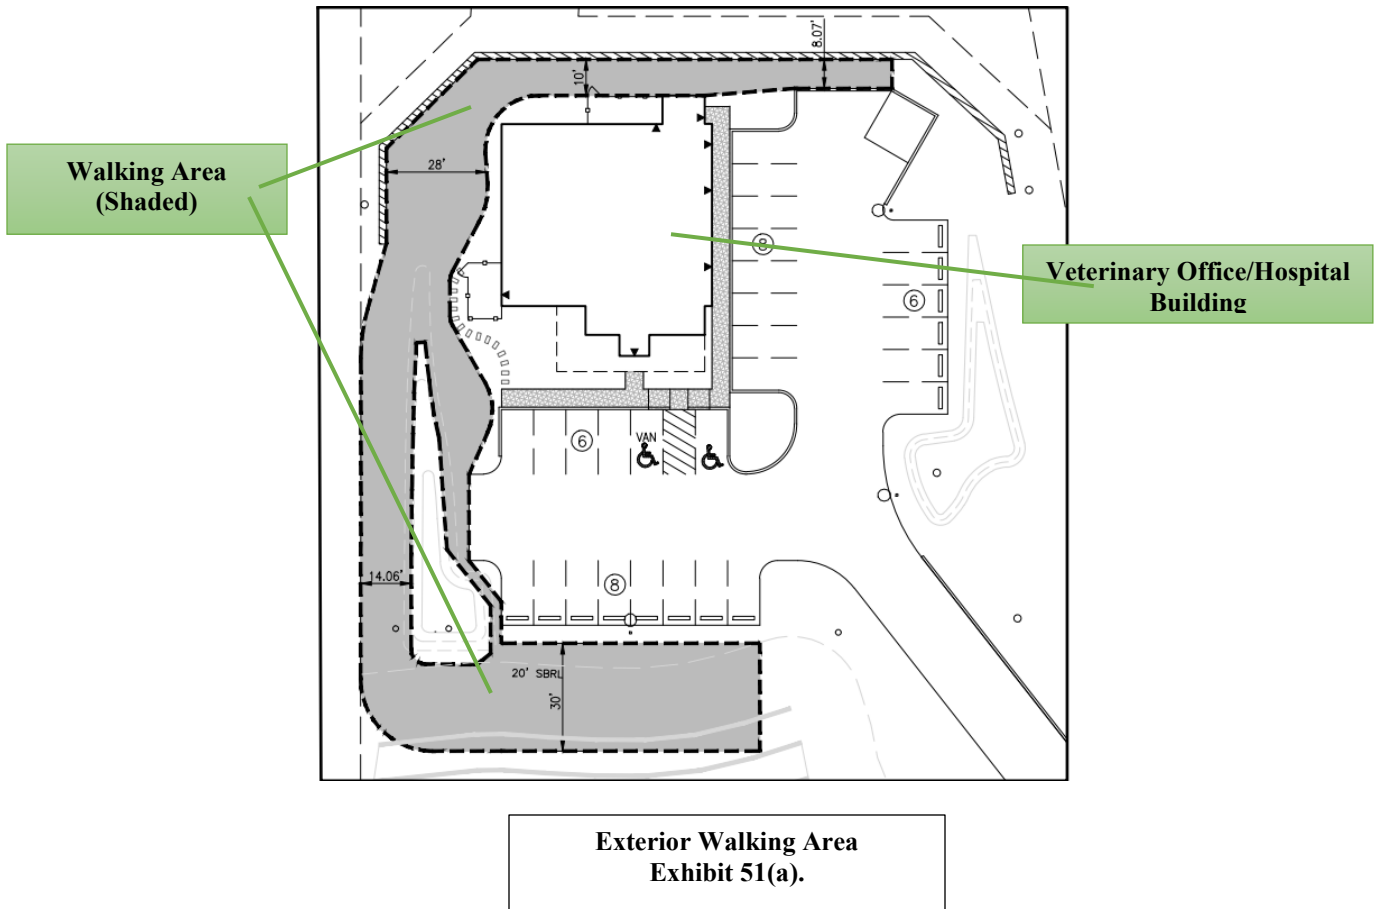 8.07'
10'
Walking Area
(Shaded)
28'
8
Veterinary Office/Hospital
Building
6
6
VAN
14.06'
8
20' SBRL
30'
Exterior Walking Area
Exhibit 51(a).